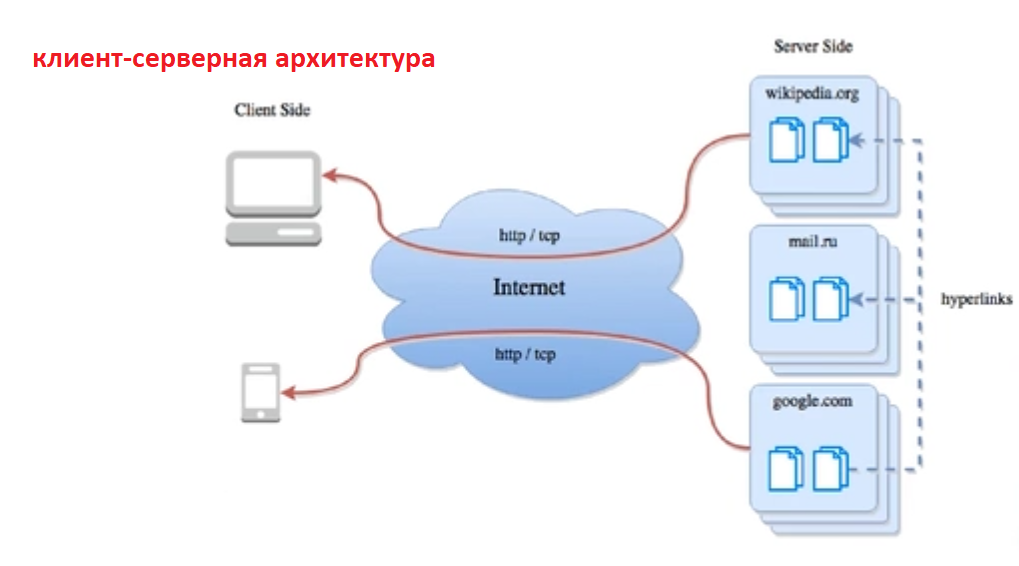 клиент-серверная архитектура
Server Side
Client Side
wikipedia.org
http / tcp
mail.ru
Internet
hyperlinks
http / tcp
google.com